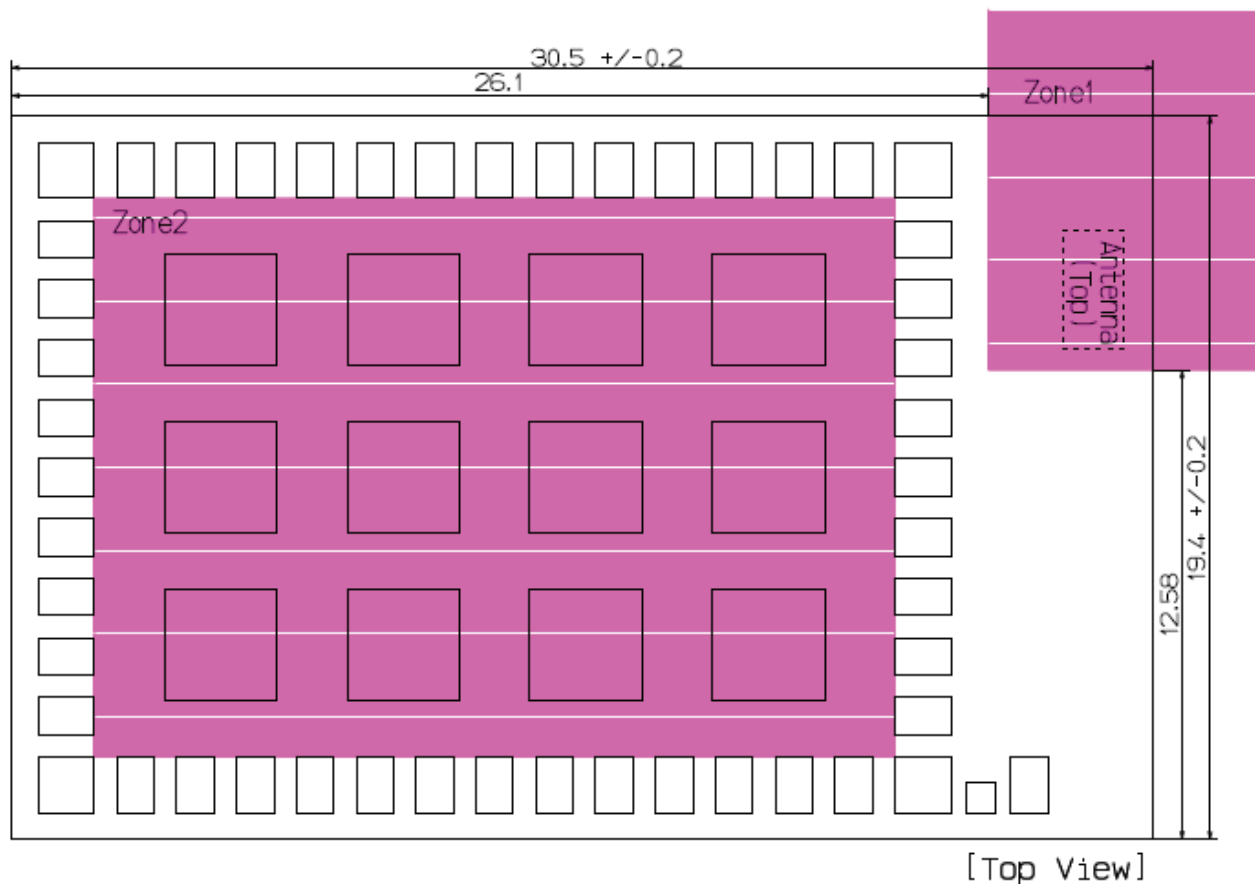 30.5 +/-0.2
26.1
Zone1
Zone2
Antenna
(Top)
12.58
19.4 +/-0.2
[Top View]